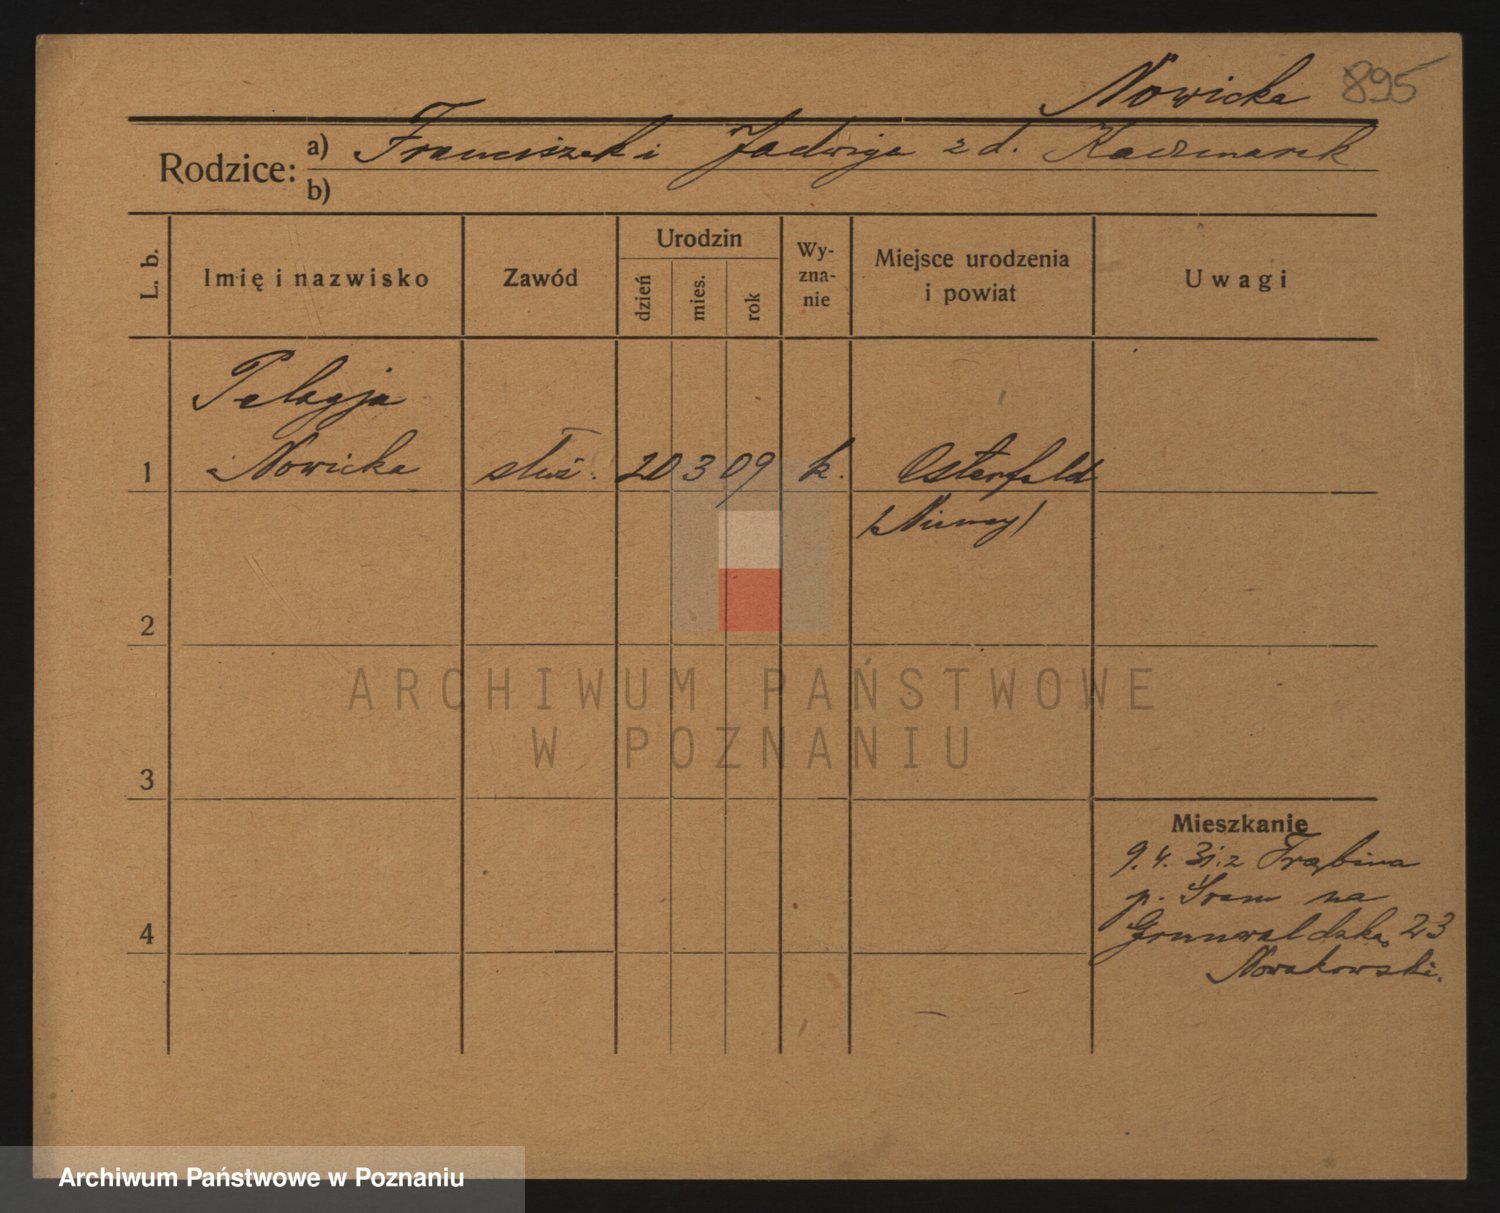 Nowicka 895
Rodzice: a) Franciszek i Jadwiga z d. Kaczmarek
b)
L. b. Imię i nazwisko Zawód Urodzin dzień mies. rok Wy-zna-nie Miejsce urodzenia i powiat Uwagi
Pelagja
1 Nowicka służ. 20 3 09 k. Osterfeld
/Niemcy/
2
ARCHIWUM PAŃSTWOWE
W POZNANIU
3
Mieszkanie
9.4.31. z Trąbina
p. Śrem na
4 Grunwaldzką 23
Nowakowski.
Archiwum Państwowe w Poznaniu